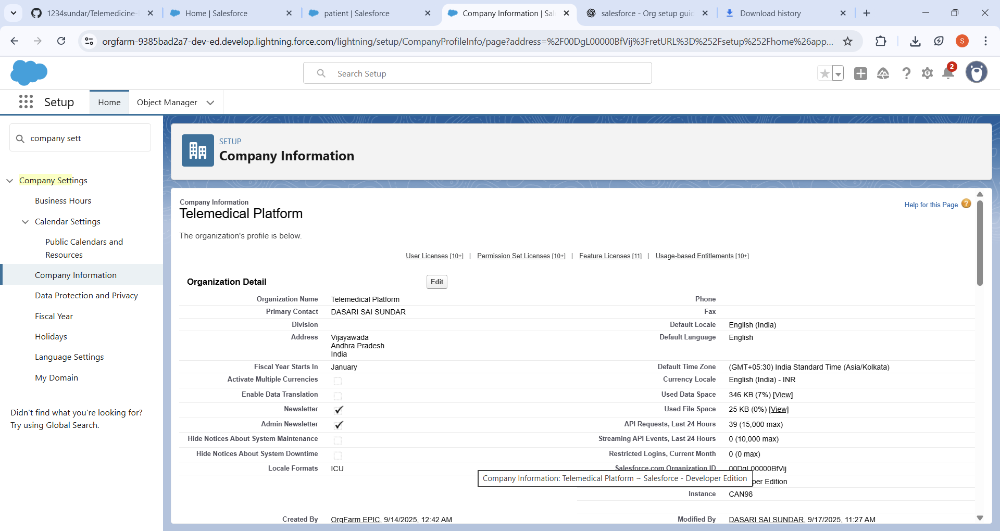 1234sundar/Telemedicine-
Home | Salesforce
patient | Salesforce
Company Information | Sal
salesforce - Org setup guid
Download history
orgfarm-9385bad2a7-dev-ed.develop.lightning.force.com/lightning/setup/CompanyProfileInfo/page?address=%2F00DgL00000BfVij%3FretURL%3D%252Fsetup%252Fhome%26app...
S
Search Setup
2
Setup
Home
Object Manager
company sett
Company Settings
Business Hours
Calendar Settings
Public Calendars and
Resources
Company Information
Data Protection and Privacy
Fiscal Year
Holidays
Language Settings
My Domain
Didn't find what you're looking for?
Try using Global Search.
SETUP
Company Information
Company Information
Telemedical Platform
Help for this Page
The organization's profile is below.
User Licenses [10+] | Permission Set Licenses [10+] | Feature Licenses [11] | Usage-based Entitlements [10+]
Organization Detail Edit
Organization Name Telemedical Platform Phone
Primary Contact DASARI SAI SUNDAR Fax
Division Default Locale English (India)
Address Vijayawada Default Language English
Andhra Pradesh
India
Fiscal Year Starts In January Default Time Zone (GMT+05:30) India Standard Time (Asia/Kolkata)
Activate Multiple Currencies Currency Locale English (India) - INR
Enable Data Translation Used Data Space 346 KB (7%) [View]
Newsletter Used File Space 25 KB (0%) [View]
Admin Newsletter API Requests, Last 24 Hours 39 (15,000 max)
Hide Notices About System Maintenance Streaming API Events, Last 24 Hours 0 (10,000 max)
Hide Notices About System Downtime Restricted Logins, Current Month 0 (0 max)
Locale Formats ICU Salesforce.com Organization ID 00DgL00000BfVij
Company Information: Telemedical Platform ~ Salesforce - Developer Edition
per Edition
Instance CAN98
Created By OrgFarm EPIC, 9/14/2025, 12:42 AM Modified By DASARI SAI SUNDAR, 9/17/2025, 11:27 AM